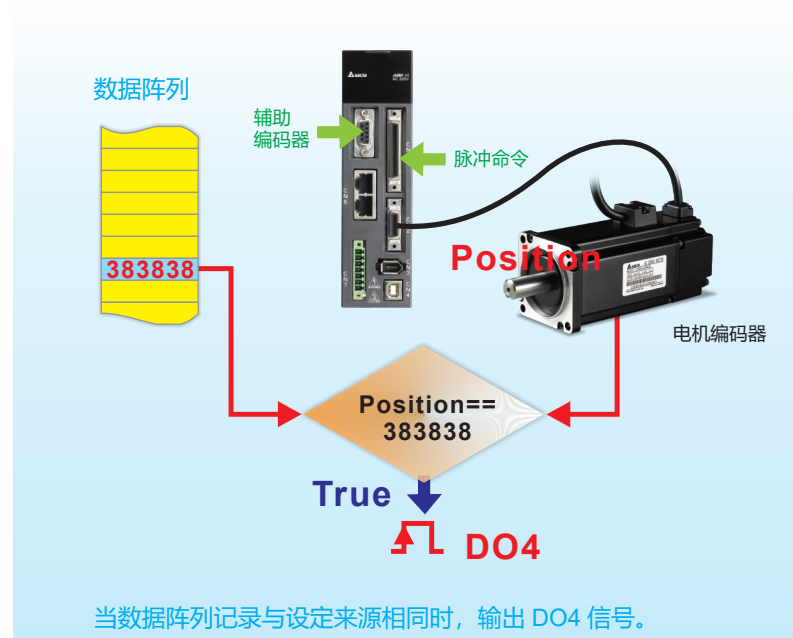 数据阵列
辅助
编码器
脉冲命令
383838
Position
电机编码器
Position==
383838
True
DO4
当数据阵列记录与设定来源相同时，输出 DO4 信号。